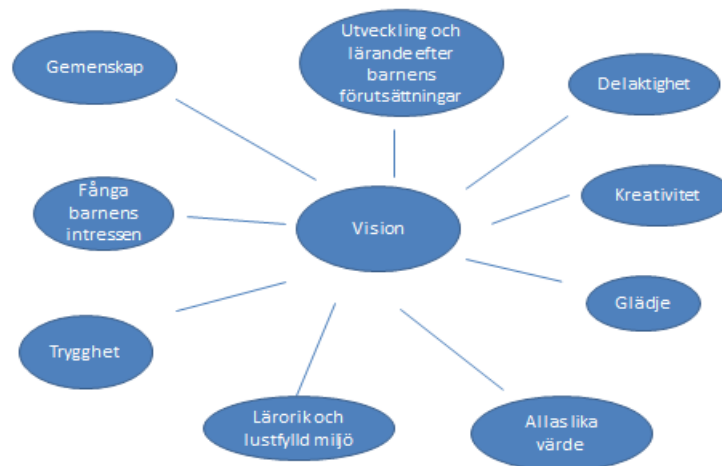 Gemenskap
Utveckling och
lärande efter
barnens
förutsättningar
Delaktighet
Fånga
barnens
intressen
Vision
Kreativitet
Glädje
Trygghet
Lärorik och
lustfylld miljö
Allas lika
värde